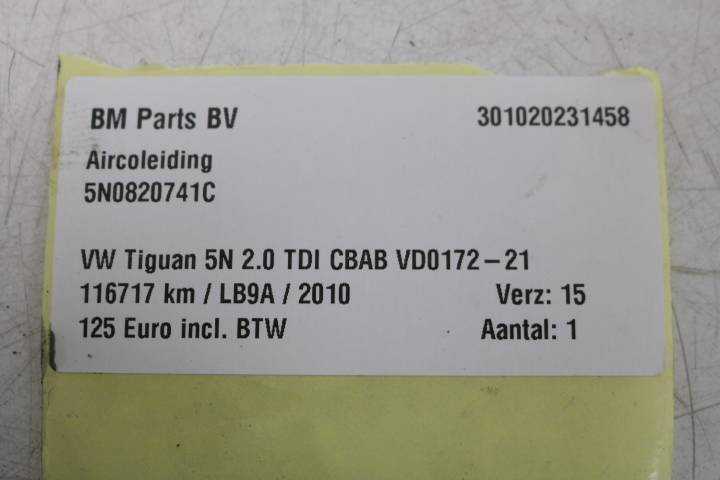 BM Parts BV 301020231458
Aircoleiding
5N0820741C
VW Tiguan 5N 2.0 TDI CBAB VD0172-21
116717 km / LB9A / 2010 Verz: 15
125 Euro incl. BTW Aantal: 1